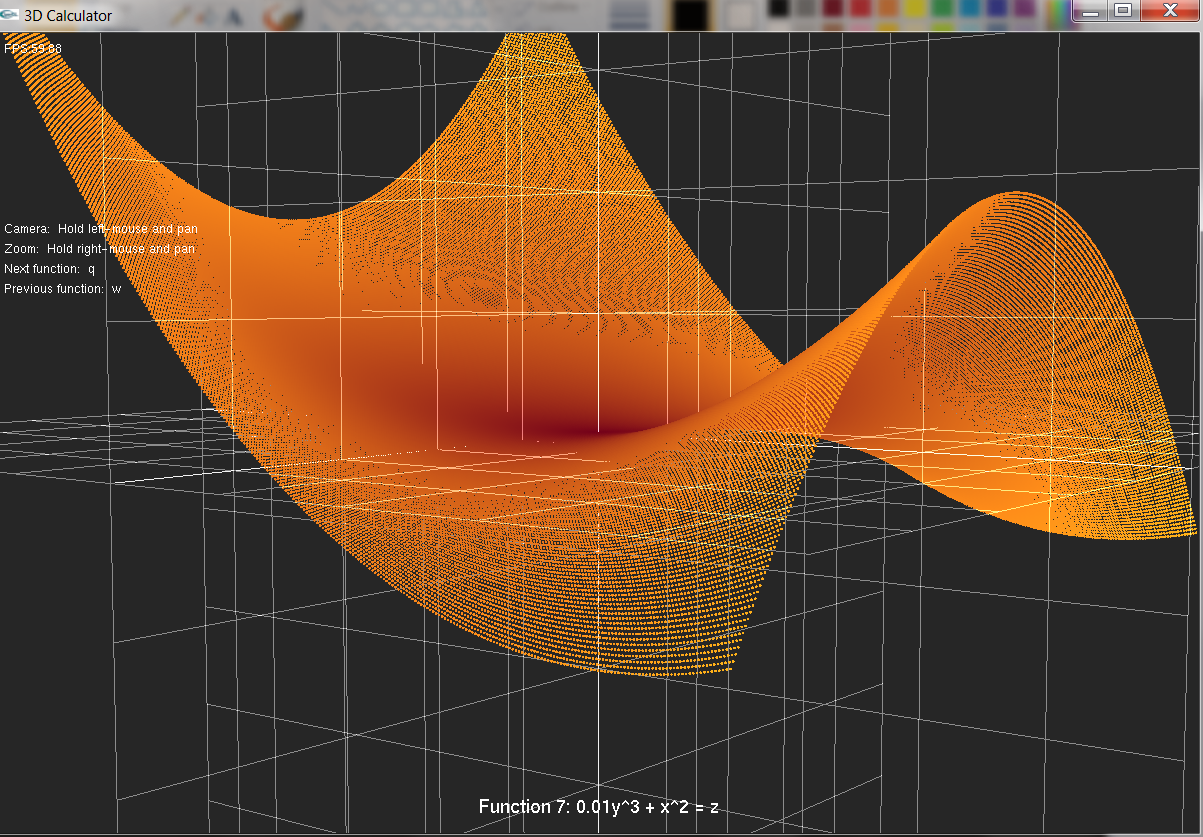 3D Calculator
FPS 59.88
Camera: Hold left-mouse and pan
Zoom: Hold right-mouse and pan
Next function: q
Previous function: w
Function 7: 0.01y^3 + x^2 = z